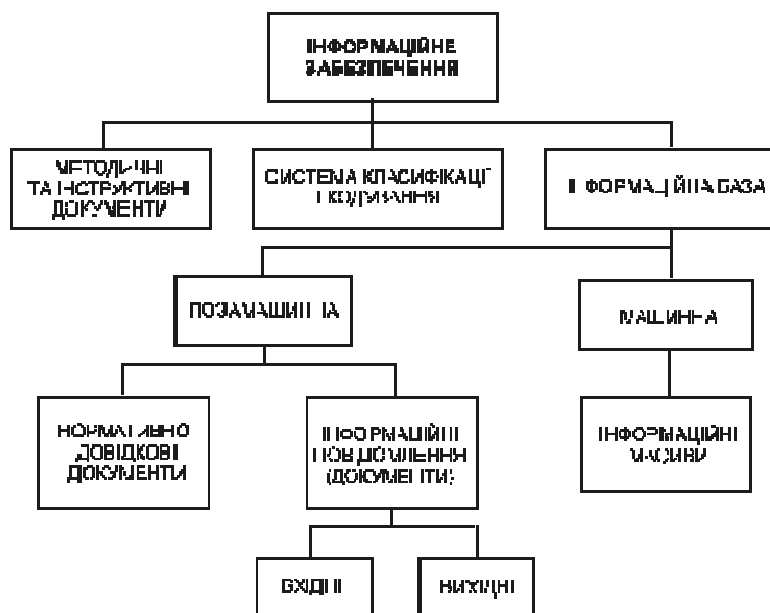 ІНФОРМАЦІЙНЕ
ЗАБЕЗПЕЧЕННЯ
МЕТОДИЧНІ
ТА ІНСТРУКТИВНІ
ДОКУМЕНТИ
СИСТЕМА КЛАСИФІКАЦІЇ
І КОДУВАННЯ
ІНФОРМАЦІЙНА БАЗА
ПОЗАМАШИННА
МАШИННА
НОРМАТИВНО
ДОВІДКОВІ
ДОКУМЕНТИ
ІНФОРМАЦІЙНІ
ПОВІДОМЛЕННЯ
(ДОКУМЕНТИ)
ІНФОРМАЦІЙНІ
МАСИВИ
ВХІДНІ
ВИХІДНІ